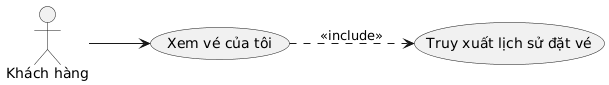 Khách hàng
Xem vé của tôi
«include»
Truy xuất lịch sử đặt vé